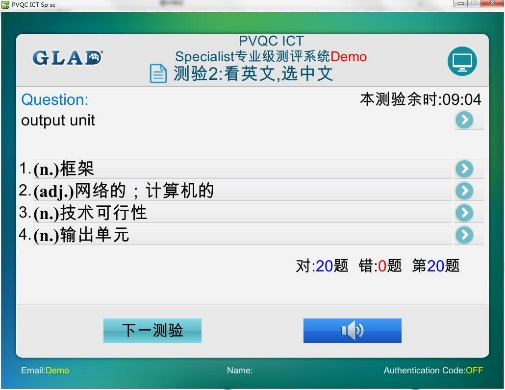 PVQC ICT Sp sc
PVQC ICT
GLAD
Specialist专业级测评系统Demo
测验2:看英文,选中文
Question:
本测验余时:09:04
output unit
1.(n.)框架
2.(adj.)网络的；计算机的
3.(n.)技术可行性
4.(n.)输出单元
对:20题 错:0题 第20题
下一测验
Email:Demo
Name:
Authentication Code:OFF